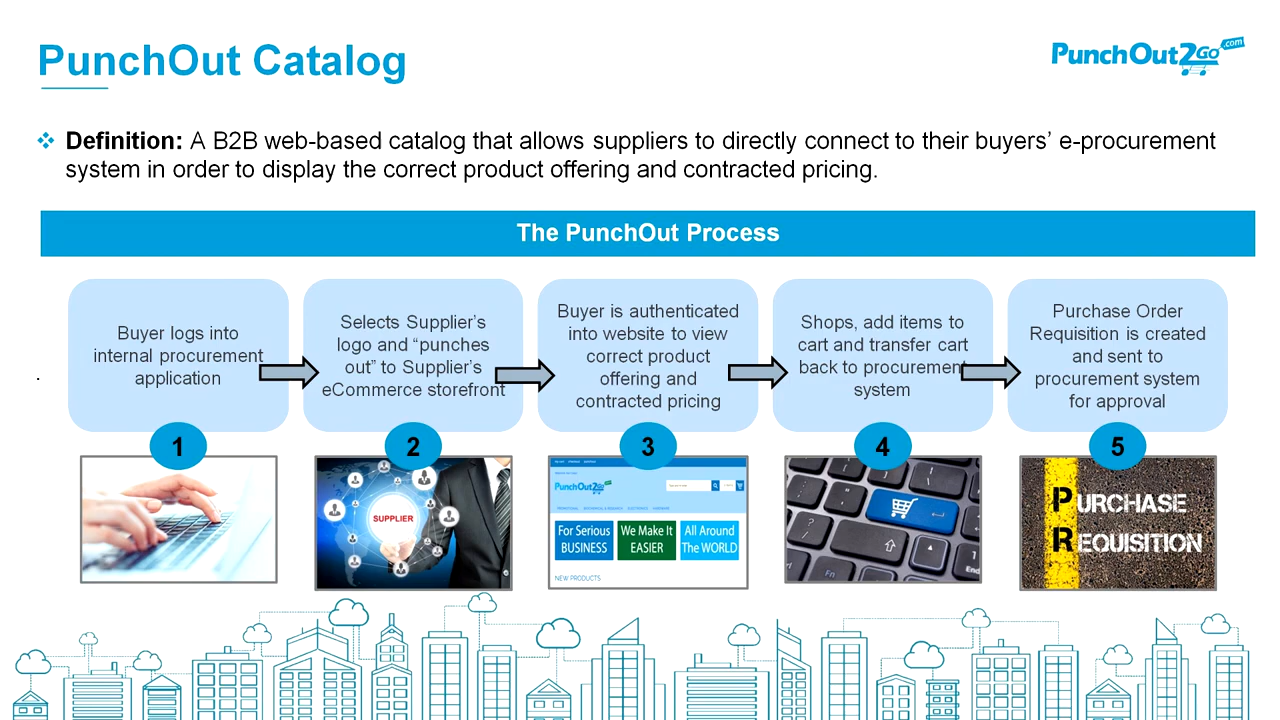 PunchOut Catalog
PunchOut2Go.com
❖ Definition: A B2B web-based catalog that allows suppliers to directly connect to their buyers’ e-procurement
system in order to display the correct product offering and contracted pricing.
The PunchOut Process
Buyer logs into
internal procurement
application
Selects Supplier’s
logo and “punches
out” to Supplier’s
eCommerce storefront
Buyer is authenticated
into website to view
correct product
offering and
contracted pricing
Shops, add items to
cart and transfer cart
back to procurement
system
Purchase Order
Requisition is created
and sent to
procurement system
for approval
.
1
2
3
4
5
SUPPLIER
PunchOut2Go
For Serious
BUSINESS
We Make It
EASIER
All Around
The WORLD
NEW PRODUCTS
Fn
Alt
End
PURCHASE
REQUISITION